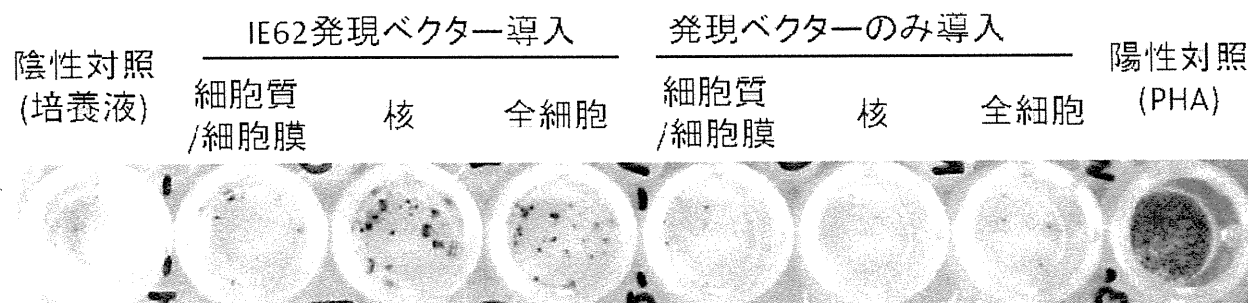 IE62発現ベクター導入
発現ベクターのみ導入
陰性対照
(培養液)
細胞質
/細胞膜
核
全細胞
細胞質
/細胞膜
核
全細胞
陽性対照
(PHA)